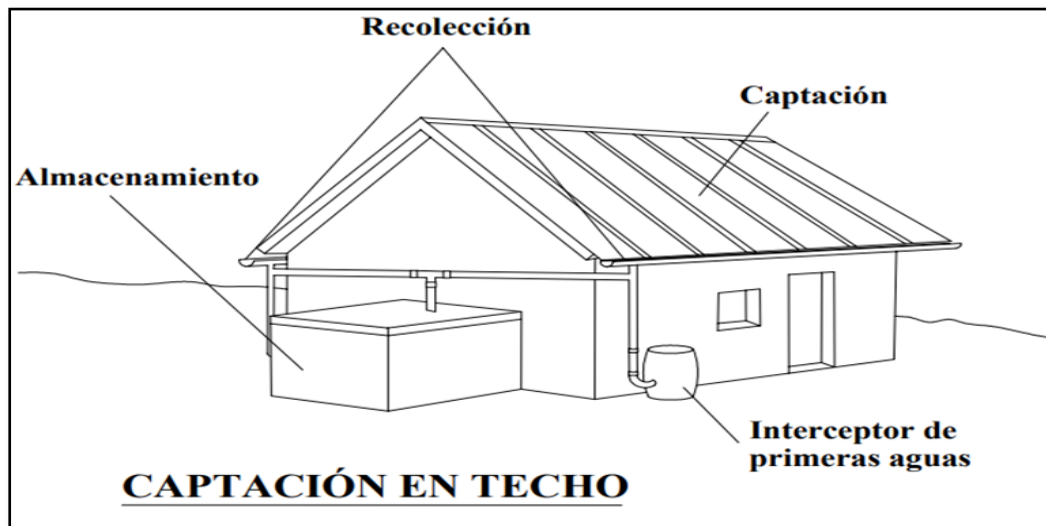 Recolección
Captación
Almacenamiento
Interceptor de
primeras aguas
CAPTACIÓN EN TECHO